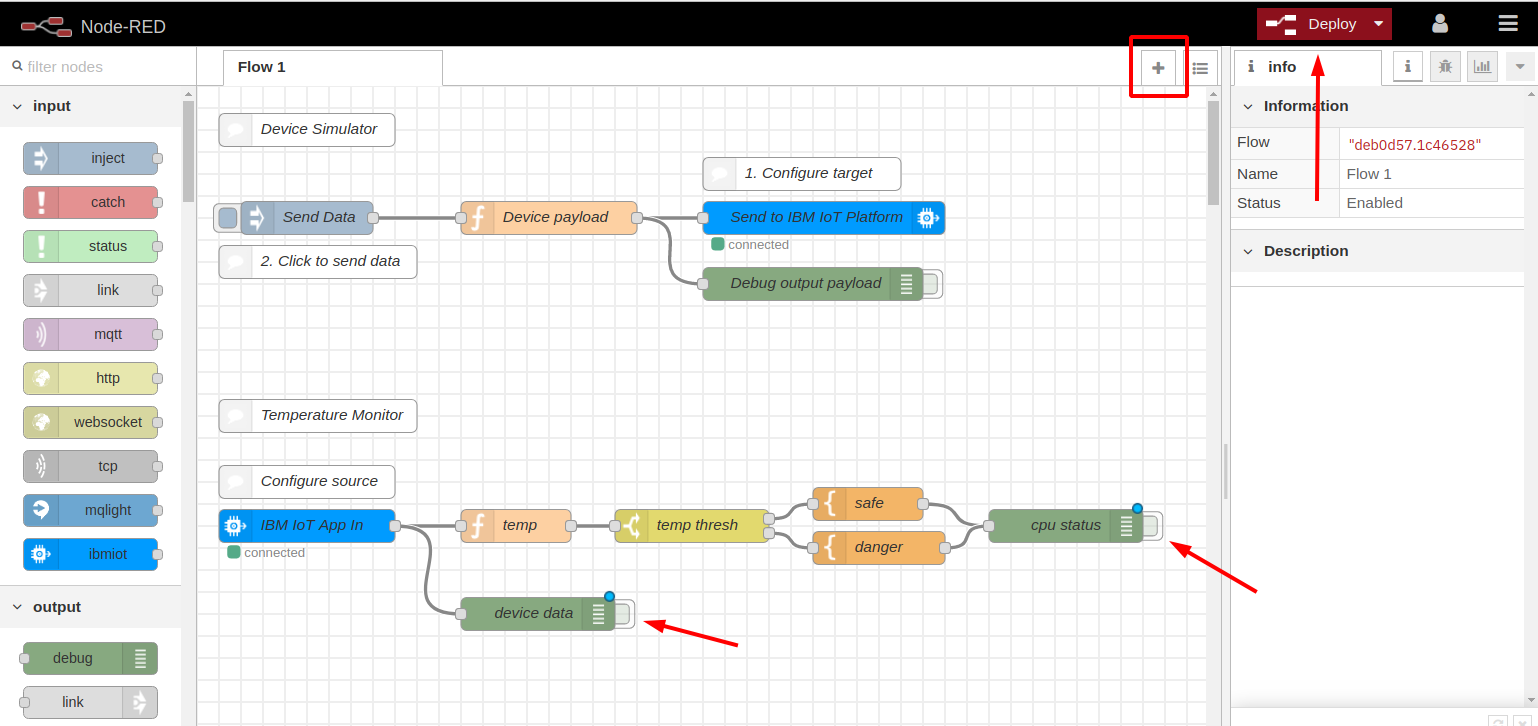 Node-RED
Deploy
filter nodes
Flow 1
info
input
inject
catch
status
link
mqtt
http
websocket
tcp
mqlight
ibmiot
output
debug
link
Device Simulator
1. Configure target
Send Data
Device payload
Send to IBM IoT Platform
connected
2. Click to send data
Debug output payload
Temperature Monitor
Configure source
IBM IoT App In
connected
temp
temp thresh
safe
danger
cpu status
device data
Information
Flow "deb0d57.1c46528"
Name Flow 1
Status Enabled
Description